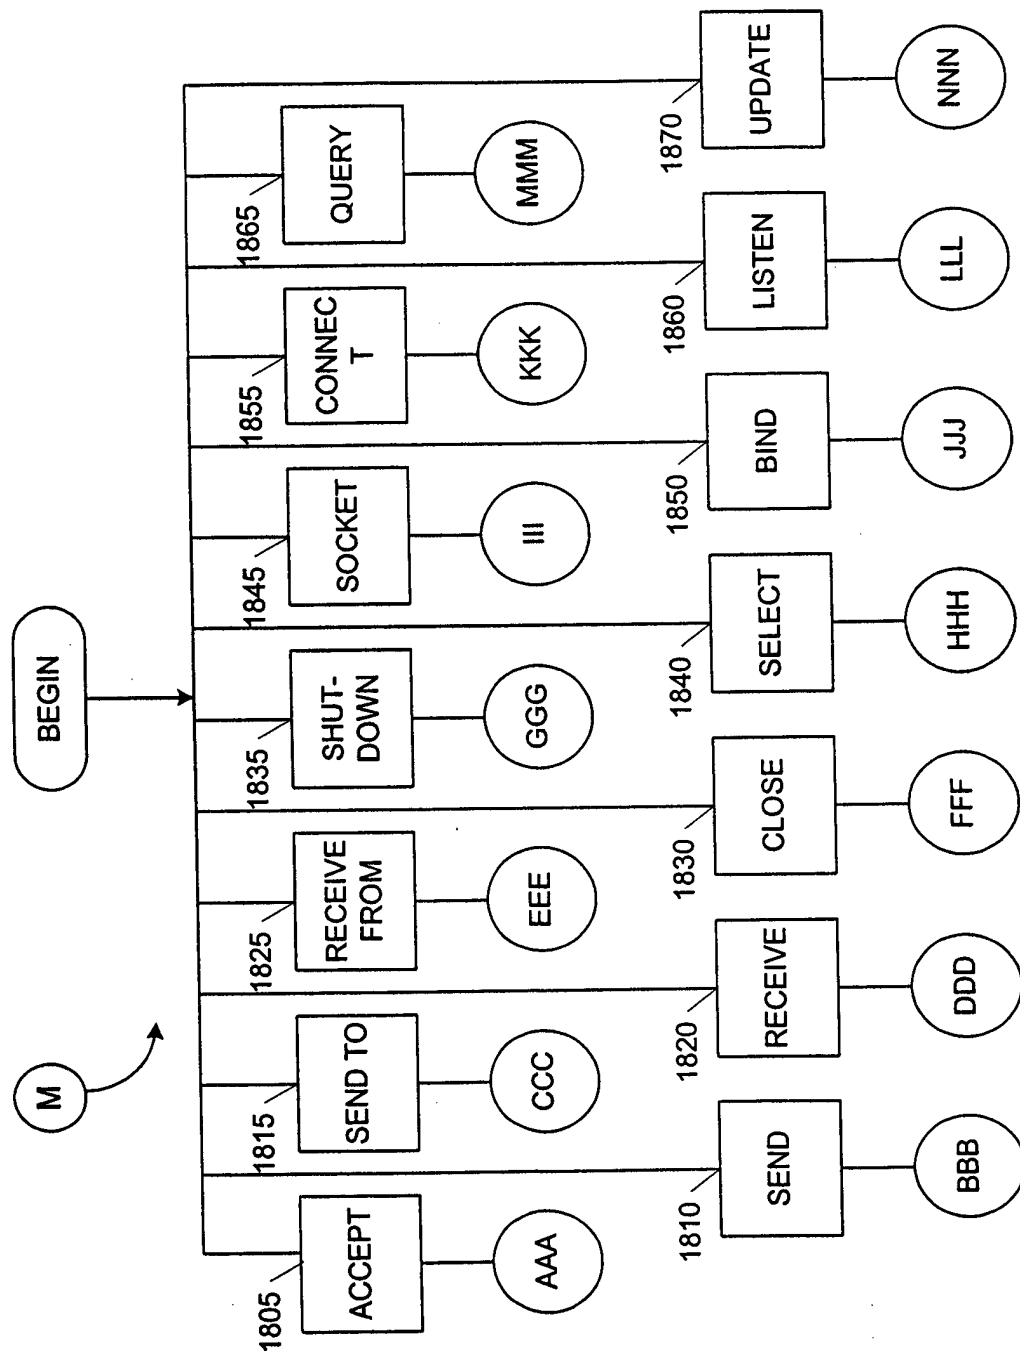 M
BEGIN
1805
ACCEPT
AAA
1815
SEND TO
CCC
1825
RECEIVE
FROM
EEE
1835
SHUT-
DOWN
GGG
1845
SOCKET
III
1855
CONNEC
T
KKK
1865
QUERY
MMM
1810
SEND
BBB
1820
RECEIVE
DDD
1830
CLOSE
FFF
1840
SELECT
HHH
1850
BIND
JJJ
1860
LISTEN
LLL
1870
UPDATE
NNN